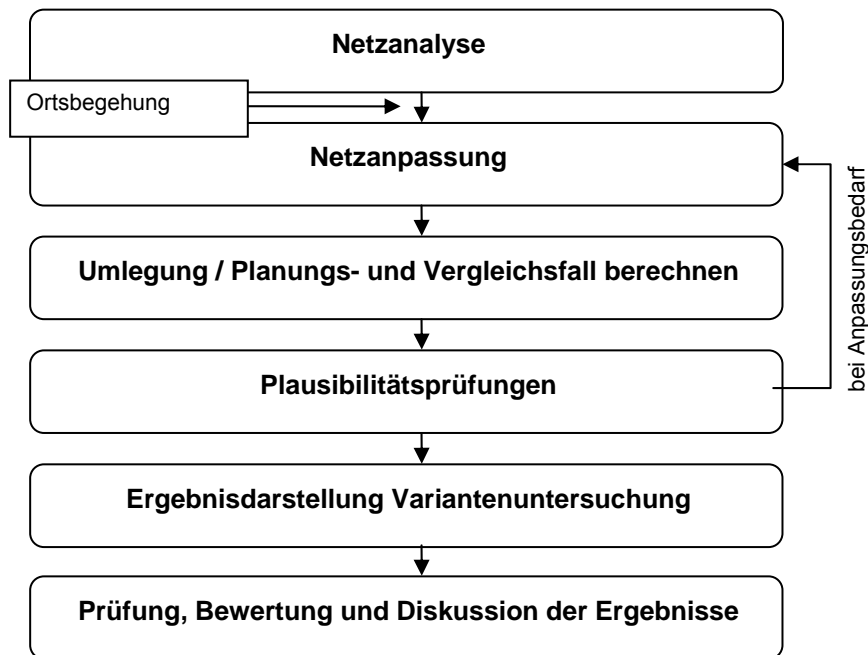 Netzanalyse
Ortsbegehung
Netzanpassung
Umlegung / Planungs- und Vergleichsfall berechnen
Plausibilitätsprüfungen
bei Anpassungsbedarf
Ergebnisdarstellung Variantenuntersuchung
Prüfung, Bewertung und Diskussion der Ergebnisse